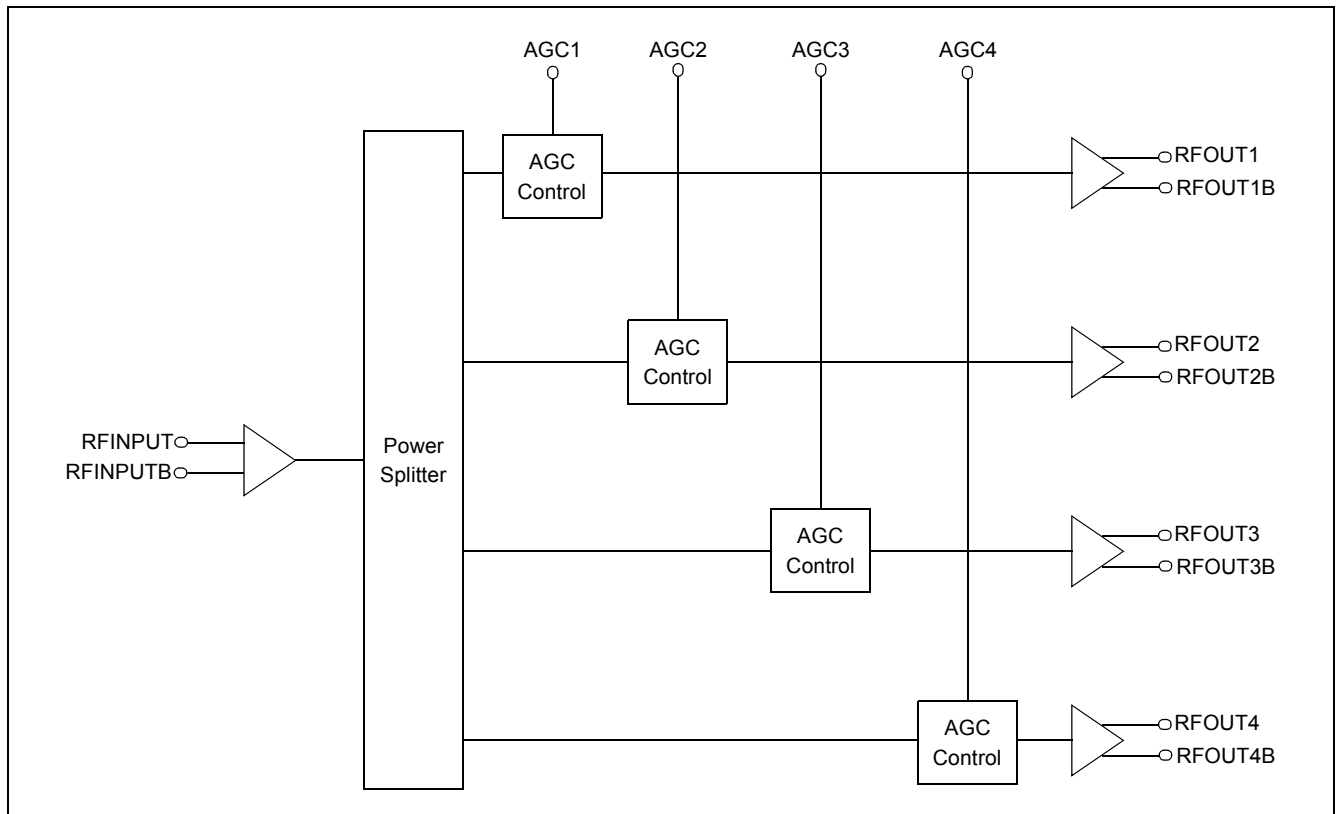 AGC1
AGC2
AGC3
AGC4
AGC
Control
RFOUT1
RFOUT1B
AGC
Control
RFOUT2
RFOUT2B
RFINPUT
RFINPUTB
Power
Splitter
AGC
Control
RFOUT3
RFOUT3B
AGC
Control
RFOUT4
RFOUT4B